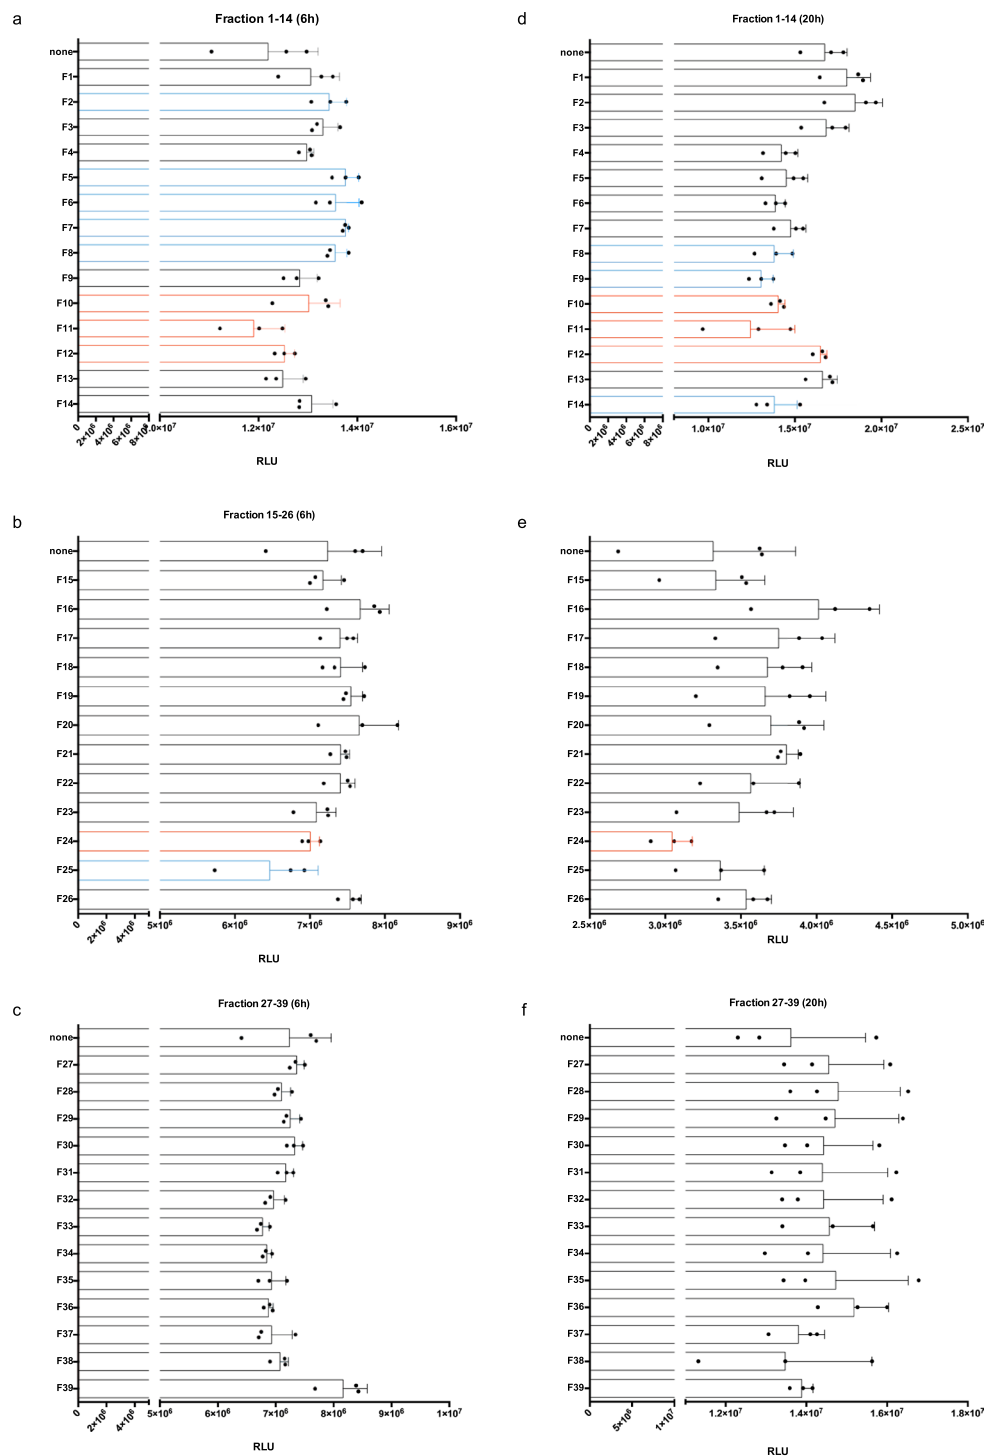 a
Fraction 1-14 (6h)
none
F1
F2
F3
F4
F5
F6
F7
F8
F9
F10
F11
F12
F13
F14
0
2×10⁶
4×10⁶
6×10⁶
8×10⁶
1.0×10⁷
1.2×10⁷
1.4×10⁷
1.6×10⁷
RLU
d
Fraction 1-14 (20h)
none
F1
F2
F3
F4
F5
F6
F7
F8
F9
F10
F11
F12
F13
F14
0
2×10⁶
4×10⁶
6×10⁶
8×10⁶
1.0×10⁷
1.5×10⁷
2.0×10⁷
2.5×10⁷
RLU
b
Fraction 15-26 (6h)
none
F15
F16
F17
F18
F19
F20
F21
F22
F23
F24
F25
F26
0
2×10⁶
4×10⁶
5×10⁶
6×10⁶
7×10⁶
8×10⁶
9×10⁶
RLU
e
none
F15
F16
F17
F18
F19
F20
F21
F22
F23
F24
F25
F26
2.5×10⁶
3.0×10⁶
3.5×10⁶
4.0×10⁶
4.5×10⁶
5.0×10⁶
RLU
c
Fraction 27-39 (6h)
none
F27
F28
F29
F30
F31
F32
F33
F34
F35
F36
F37
F38
F39
0
2×10⁶
4×10⁶
5×10⁶
6×10⁶
7×10⁶
8×10⁶
9×10⁶
1×10⁷
RLU
f
Fraction 27-39 (20h)
none
F27
F28
F29
F30
F31
F32
F33
F34
F35
F36
F37
F38
F39
0
5×10⁶
1×10⁷
1.2×10⁷
1.4×10⁷
1.6×10⁷
1.8×10⁷
RLU